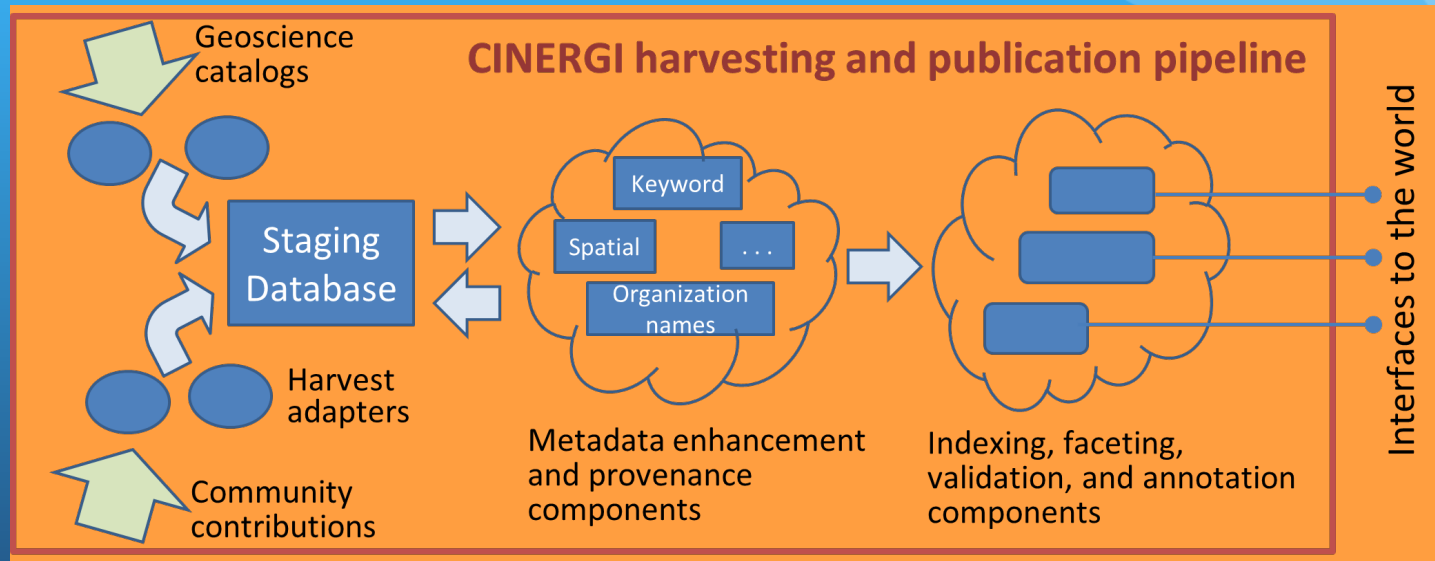 Geoscience
catalogs
CINERGI harvesting and publication pipeline
Keyword
Spatial
. . .
Organization
names
Staging
Database
Harvest
adapters
Community
contributions
Metadata enhancement
and provenance
components
Indexing, faceting,
validation, and annotation
components
Interfaces to the world